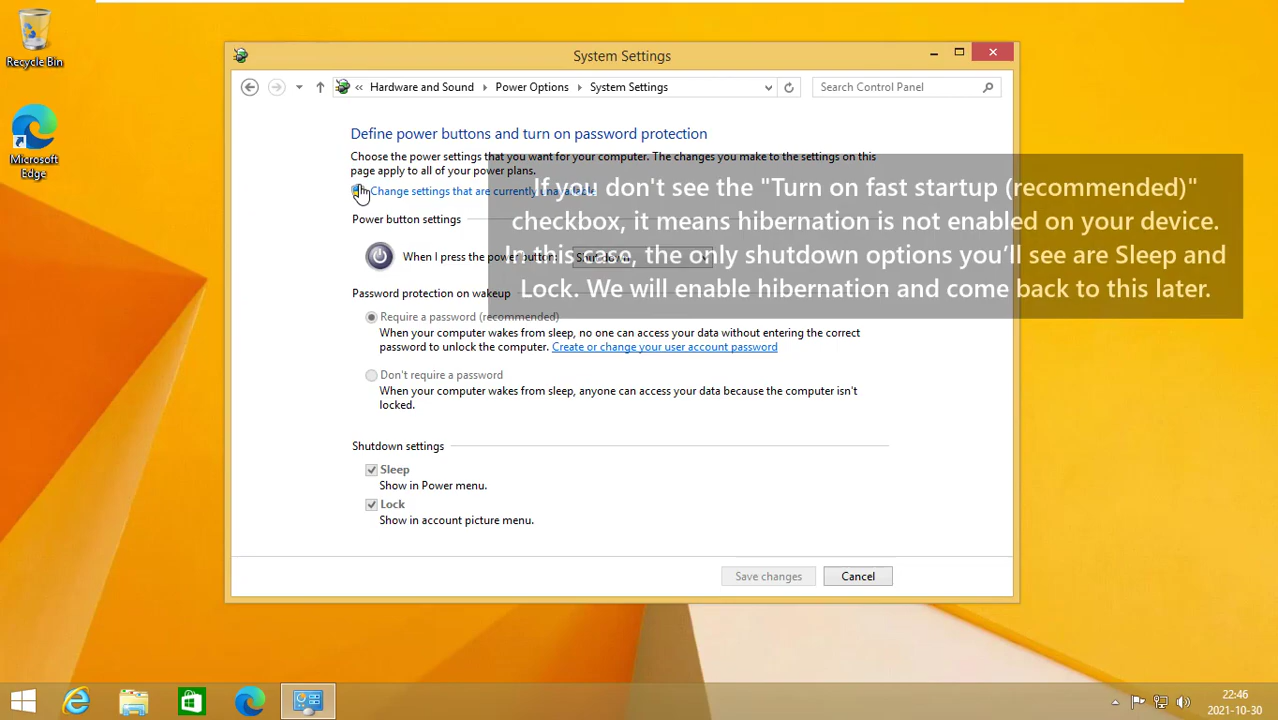 Recycle Bin
Microsoft
Edge
System Settings
« Hardware and Sound Power Options System Settings
Search Control Panel
Define power buttons and turn on password protection
Choose the power settings that you want for your computer. The changes you make to the settings on this
page apply to all of your power plans.
Change settings that are currently unavailable
If you don't see the "Turn on fast startup (recommended)"
checkbox, it means hibernation is not enabled on your device.
In this case, the only shutdown options you’ll see are Sleep and
Lock. We will enable hibernation and come back to this later.
Power button settings
When I press the power button: Shut down
Password protection on wakeup
Require a password (recommended)
When your computer wakes from sleep, no one can access your data without entering the correct
password to unlock the computer. Create or change your user account password
Don't require a password
When your computer wakes from sleep, anyone can access your data because the computer isn't
locked.
Shutdown settings
Sleep
Show in Power menu.
Lock
Show in account picture menu.
Save changes
Cancel
22:46
2021-10-30